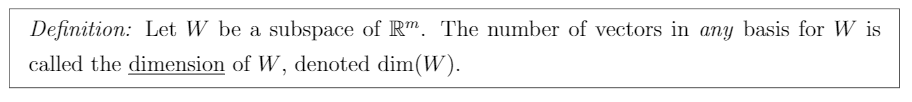 Definition: Let W be a subspace of ℝᵐ. The number of vectors in any basis for W is
called the dimension of W, denoted dim(W).